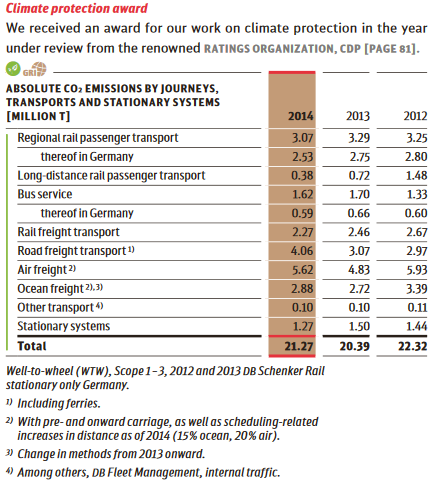 Climate protection award
We received an award for our work on climate protection in the year
under review from the renowned RATINGS ORGANIZATION, CDP [PAGE 81].
GRI
ABSOLUTE CO₂ EMISSIONS BY JOURNEYS,
TRANSPORTS AND STATIONARY SYSTEMS
[MILLION T] 2014 2013 2012
Regional rail passenger transport 3.07 3.29 3.25
thereof in Germany 2.53 2.75 2.80
Long-distance rail passenger transport 0.38 0.72 1.48
Bus service 1.62 1.70 1.33
thereof in Germany 0.59 0.66 0.60
Rail freight transport 2.27 2.46 2.67
Road freight transport ¹⁾ 4.06 3.07 2.97
Air freight ²⁾ 5.62 4.83 5.93
Ocean freight ²⁾,³⁾ 2.88 2.72 3.39
Other transport ⁴⁾ 0.10 0.10 0.11
Stationary systems 1.27 1.50 1.44
Total 21.27 20.39 22.32
Well-to-wheel (WTW), Scope 1–3, 2012 and 2013 DB Schenker Rail
stationary only Germany.
¹⁾ Including ferries.
²⁾ With pre- and onward carriage, as well as scheduling-related
increases in distance as of 2014 (15% ocean, 20% air).
³⁾ Change in methods from 2013 onward.
⁴⁾ Among others, DB Fleet Management, internal traffic.